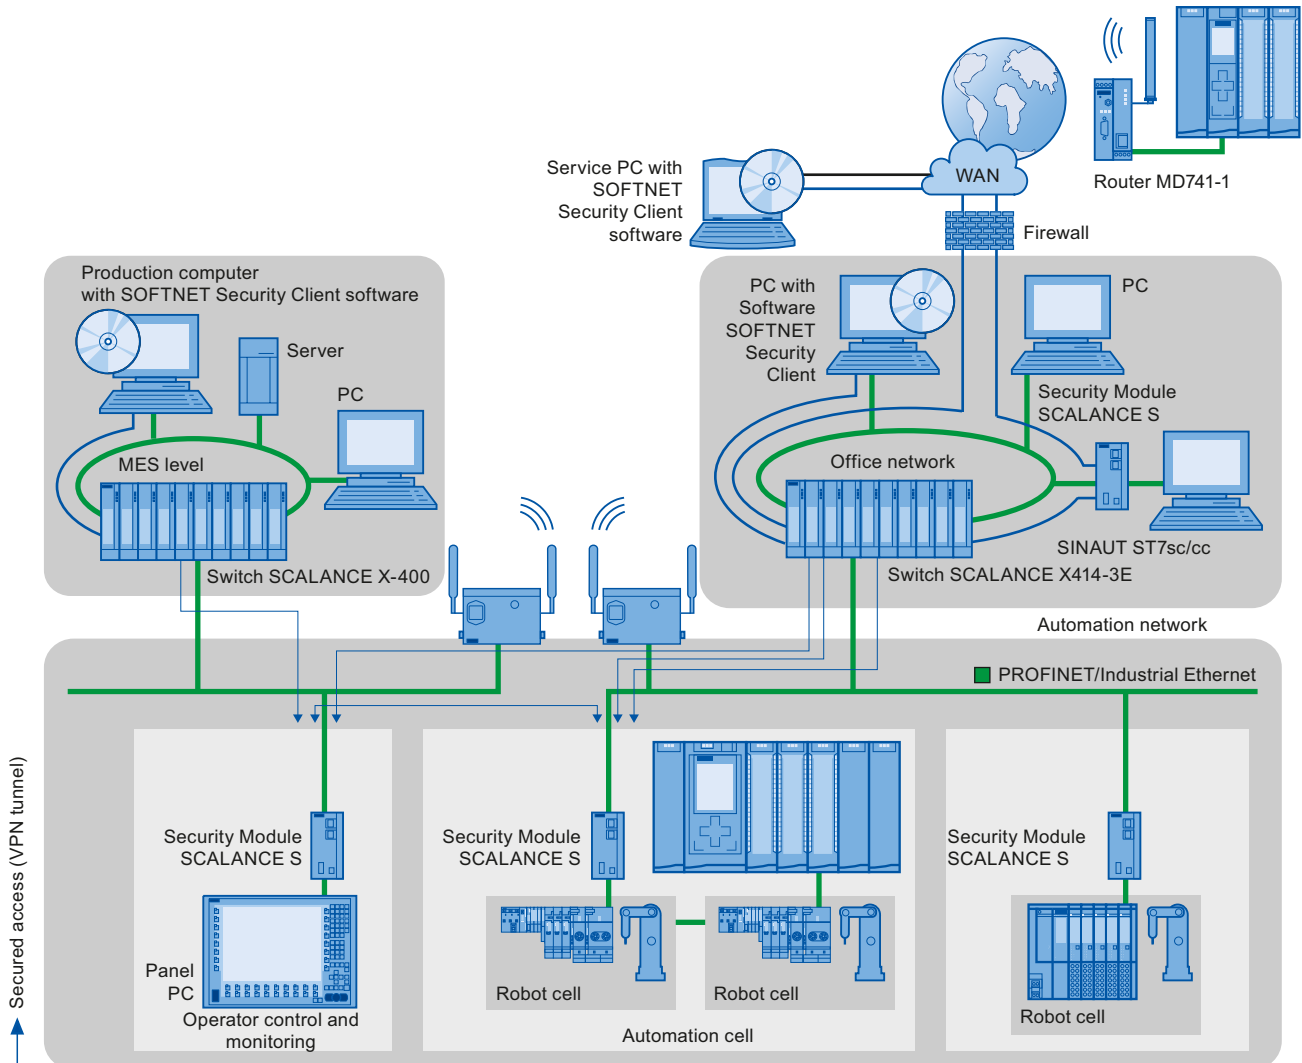 WAN
Router MD741-1
Service PC with
SOFTNET
Security Client
software
Firewall
Production computer
with SOFTNET Security Client software
Server
PC
MES level
Switch SCALANCE X-400
PC with
Software
SOFTNET
Security
Client
PC
Security Module
SCALANCE S
Office network
SINAUT ST7sc/cc
Switch SCALANCE X414-3E
Automation network
PROFINET/Industrial Ethernet
Security Module
SCALANCE S
Security Module
SCALANCE S
Security Module
SCALANCE S
Panel
PC
Operator control and
monitoring
Robot cell
Robot cell
Automation cell
Robot cell
Secured access (VPN tunnel)